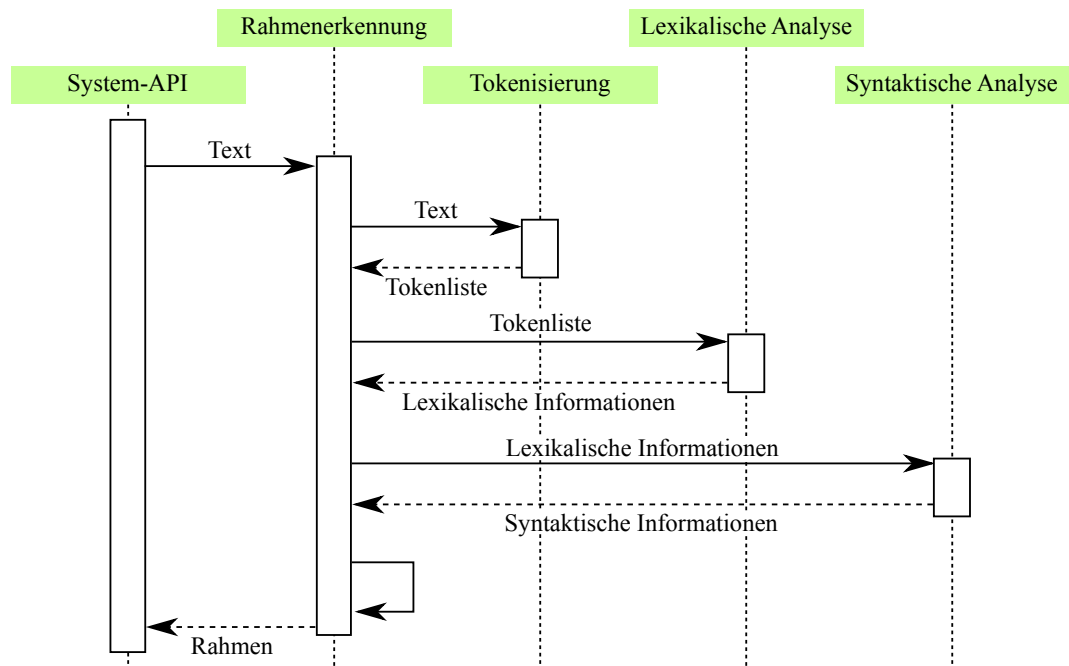 Rahmenerkennung
Lexikalische Analyse
System-API
Tokenisierung
Syntaktische Analyse
Text
Text
Tokenliste
Tokenliste
Lexikalische Informationen
Lexikalische Informationen
Syntaktische Informationen
Rahmen